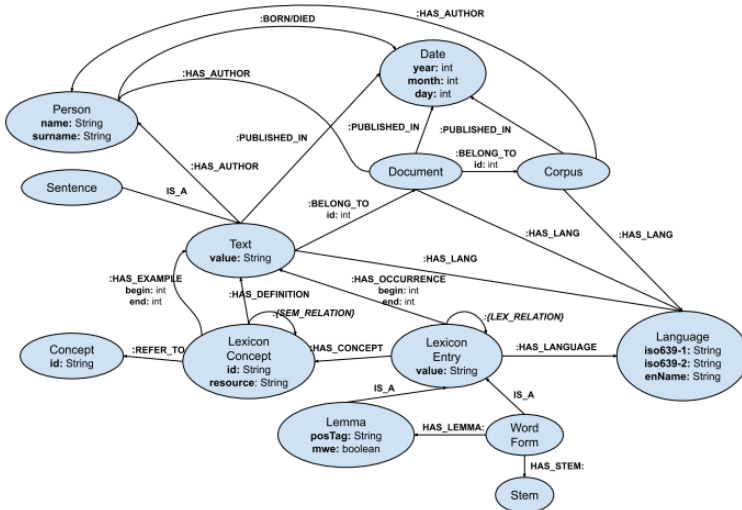 :HAS_AUTHOR
:BORN/DIED
Date
year: int
month: int
day: int
:HAS_AUTHOR
Person
name: String
surname: String
:PUBLISHED_IN
:PUBLISHED_IN
:PUBLISHED_IN
:HAS_AUTHOR
:BELONG_TO
id: int
Document
Corpus
Sentence
IS_A
:BELONG_TO
id: int
Text
value: String
:HAS_LANG
:HAS_LANG
:HAS_LANG
:HAS_EXAMPLE
begin: int
end: int
:HAS_OCCURRENCE
begin: int
end: int
:HAS_DEFINITION
:{SEM_RELATION}
:{LEX_RELATION}
Concept
id: String
:REFER_TO
Lexicon
Concept
id: String
resource: String
:HAS_CONCEPT
Lexicon
Entry
value: String
:HAS_LANGUAGE
Language
iso639-1: String
iso639-2: String
enName: String
IS_A
IS_A
Lemma
posTag: String
mwe: boolean
HAS_LEMMA:
Word
Form
HAS_STEM:
Stem